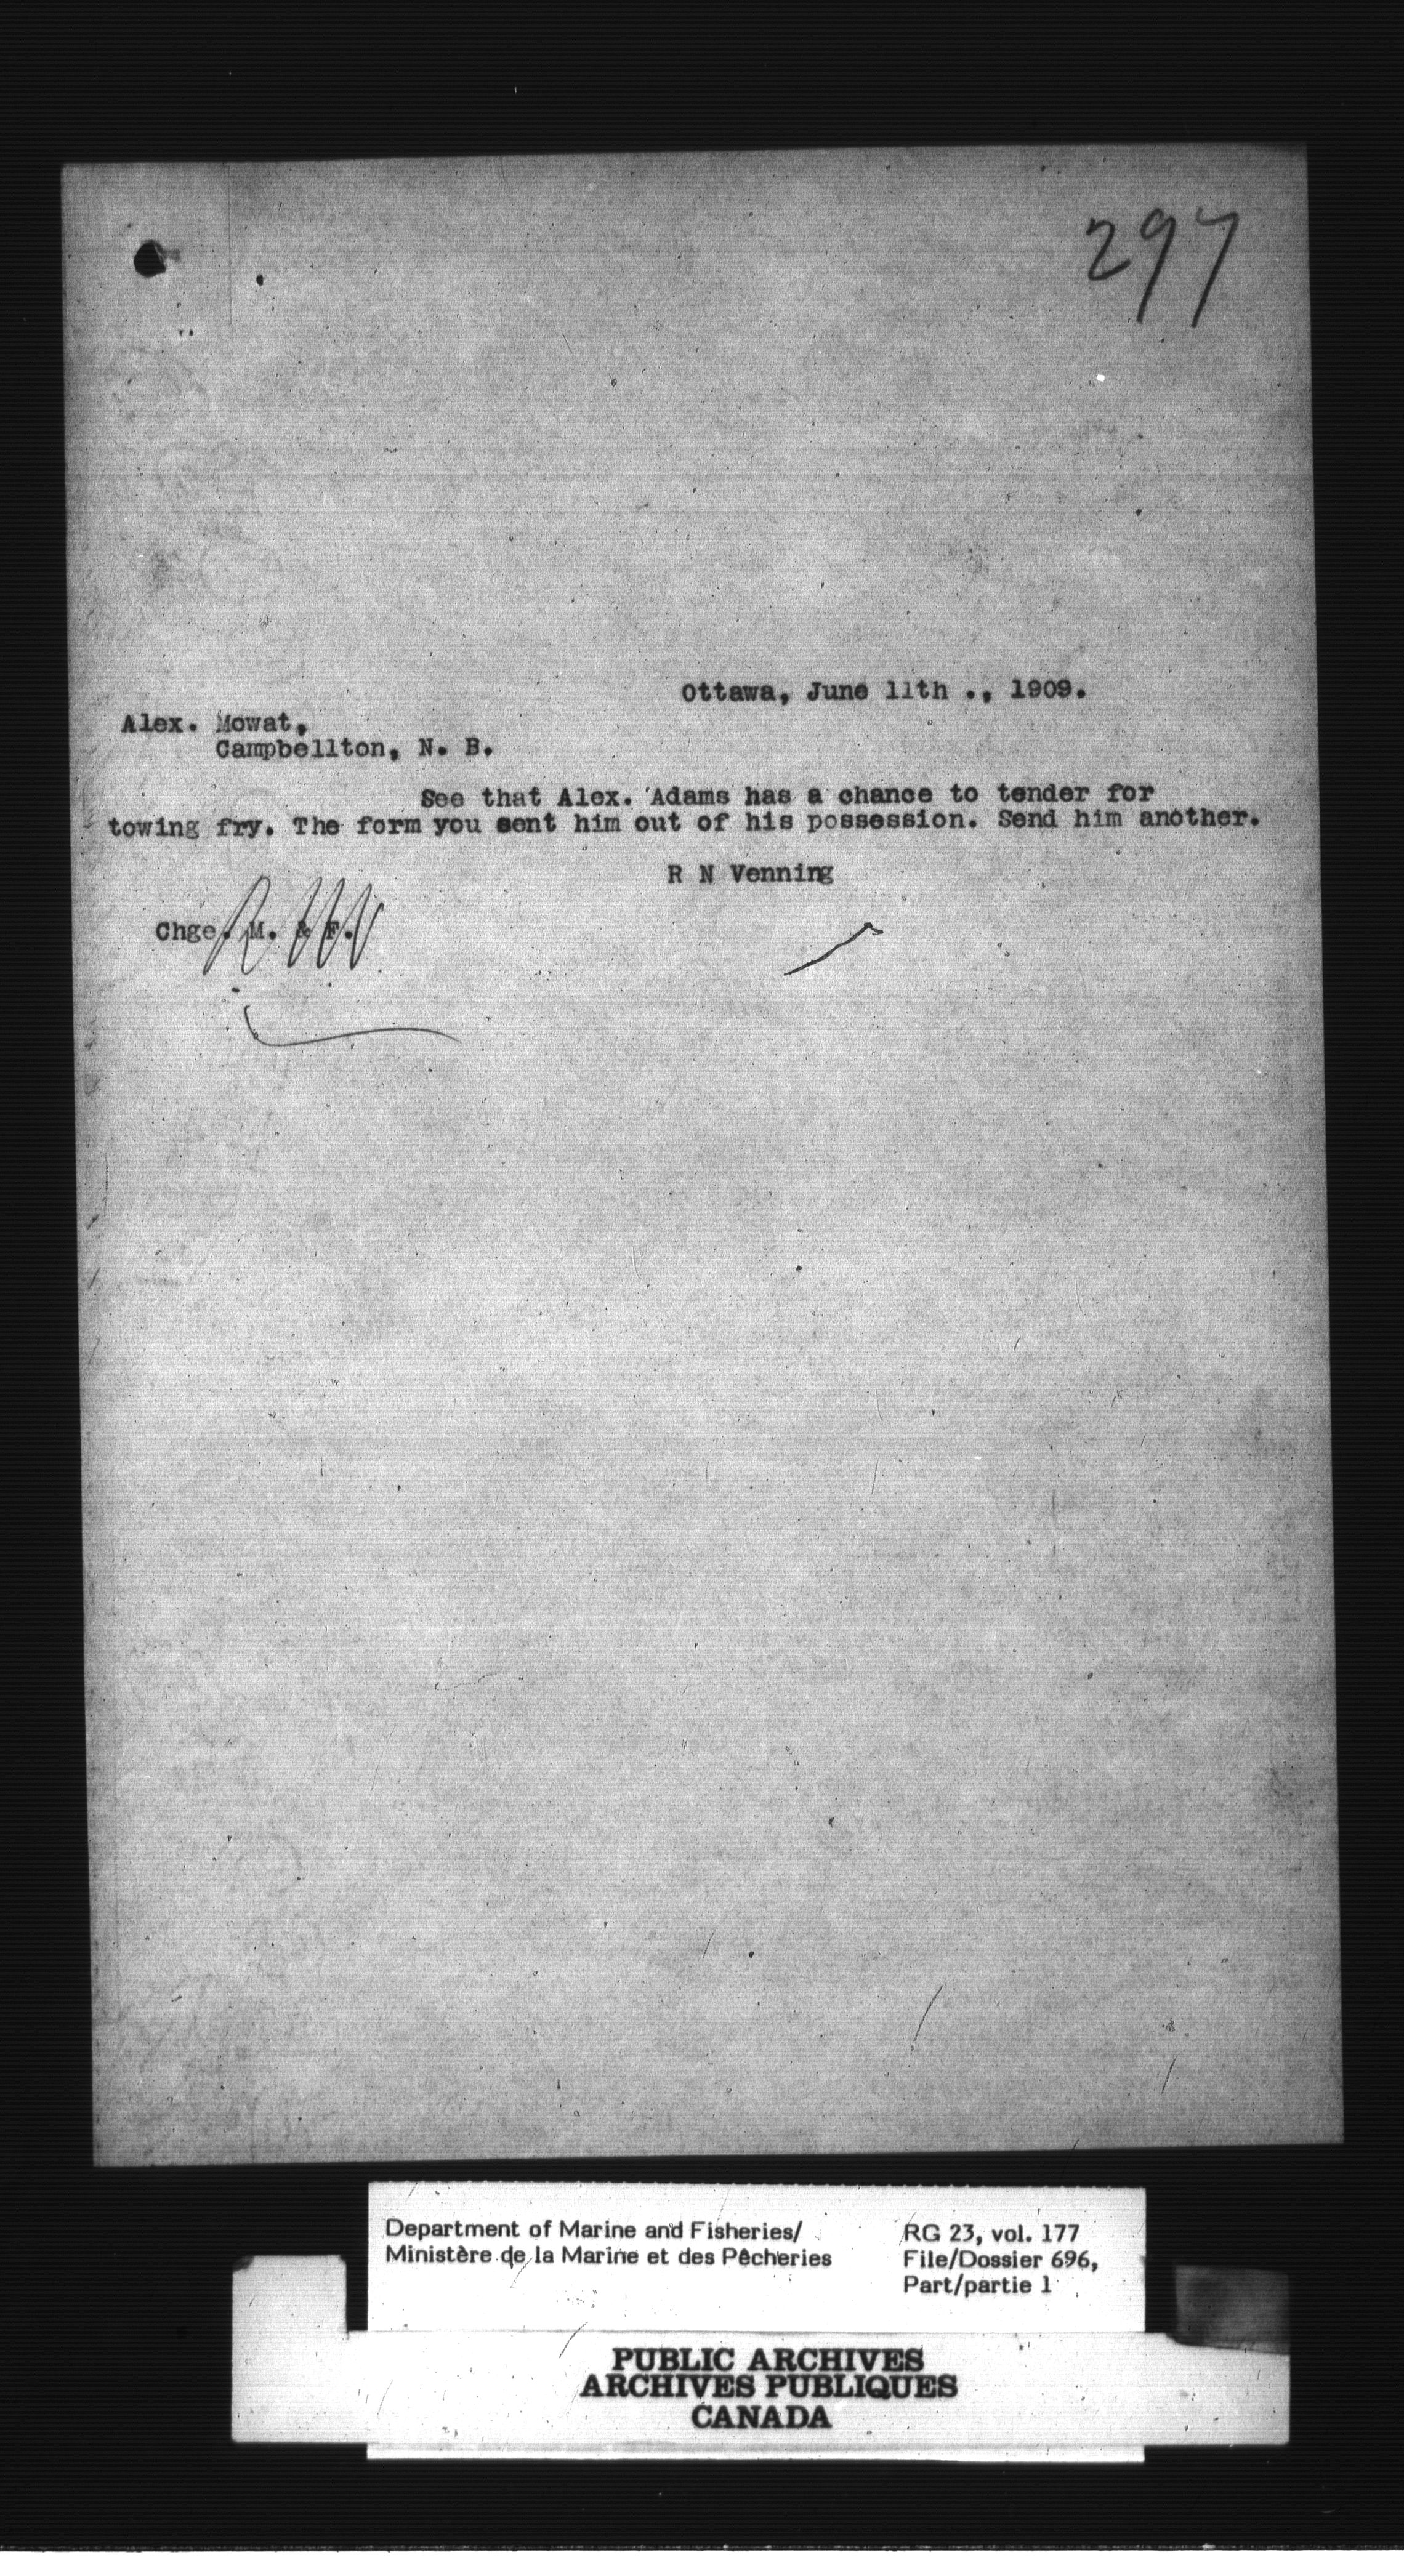 297
Ottawa, June 11th ., 1909.
Alex. Mowat,
Campbellton, N. B.
See that Alex. Adams has a chance to tender for
towing fry. The form you sent him out of his possession. Send him another.
R N Venning
Chge. M. & F.
RNV
Department of Marine and Fisheries/ RG 23, vol. 177
Ministère de la Marine et des Pêcheries File/Dossier 696,
Part/partie 1
PUBLIC ARCHIVES
ARCHIVES PUBLIQUES
CANADA